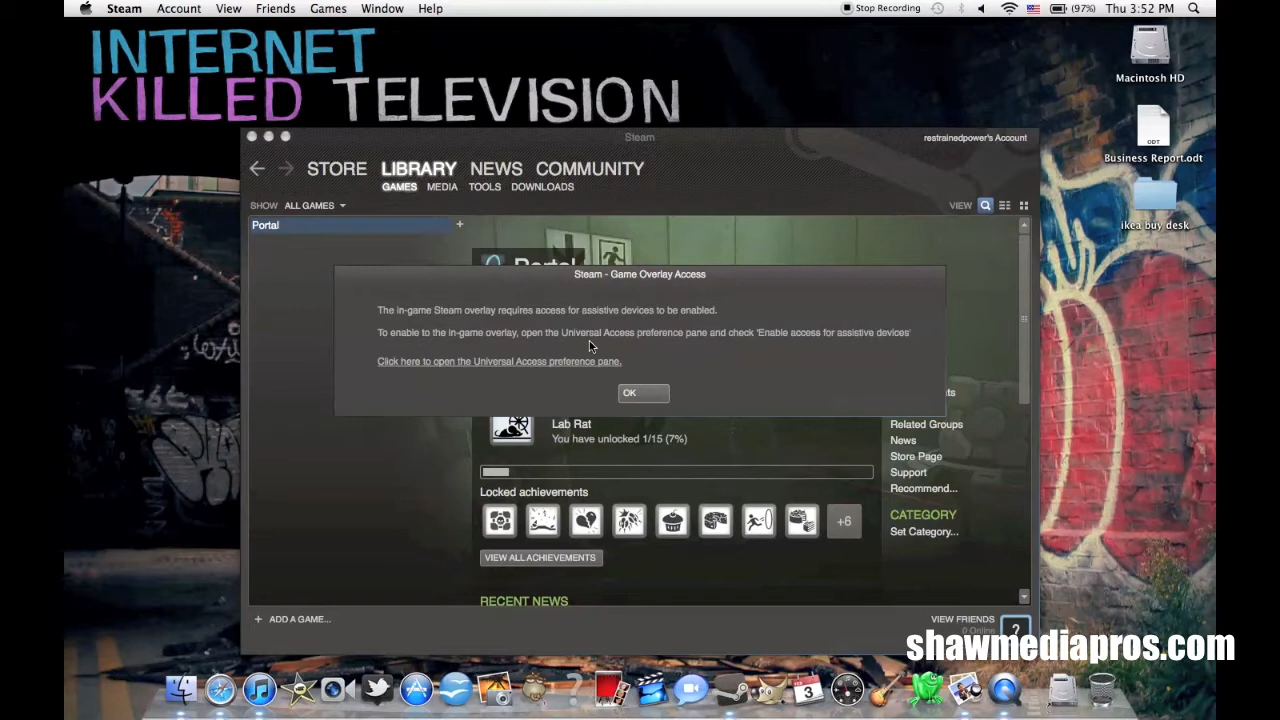 Steam Account View Friends Games Window Help
Stop Recording (97%) Thu 3:52 PM
INTERNET
KILLED TELEVISION
Macintosh HD
ODT
Business Report.odt
ikea buy desk
Steam
restrainedpower's Account
STORE LIBRARY NEWS COMMUNITY
GAMES MEDIA TOOLS DOWNLOADS
SHOW ALL GAMES
VIEW
Portal +
Portal
Steam - Game Overlay Access
The in-game Steam overlay requires access for assistive devices to be enabled.
To enable to the in-game overlay, open the Universal Access preference pane and check 'Enable access for assistive devices'
Click here to open the Universal Access preference pane.
OK
Lab Rat
You have unlocked 1/15 (7%)
Locked achievements
+6
VIEW ALL ACHIEVEMENTS
RECENT NEWS
Related Groups
News
Store Page
Support
Recommend...
CATEGORY
Set Category...
+ ADD A GAME...
VIEW FRIENDS
0 Online
?
shawmediapros.com
3